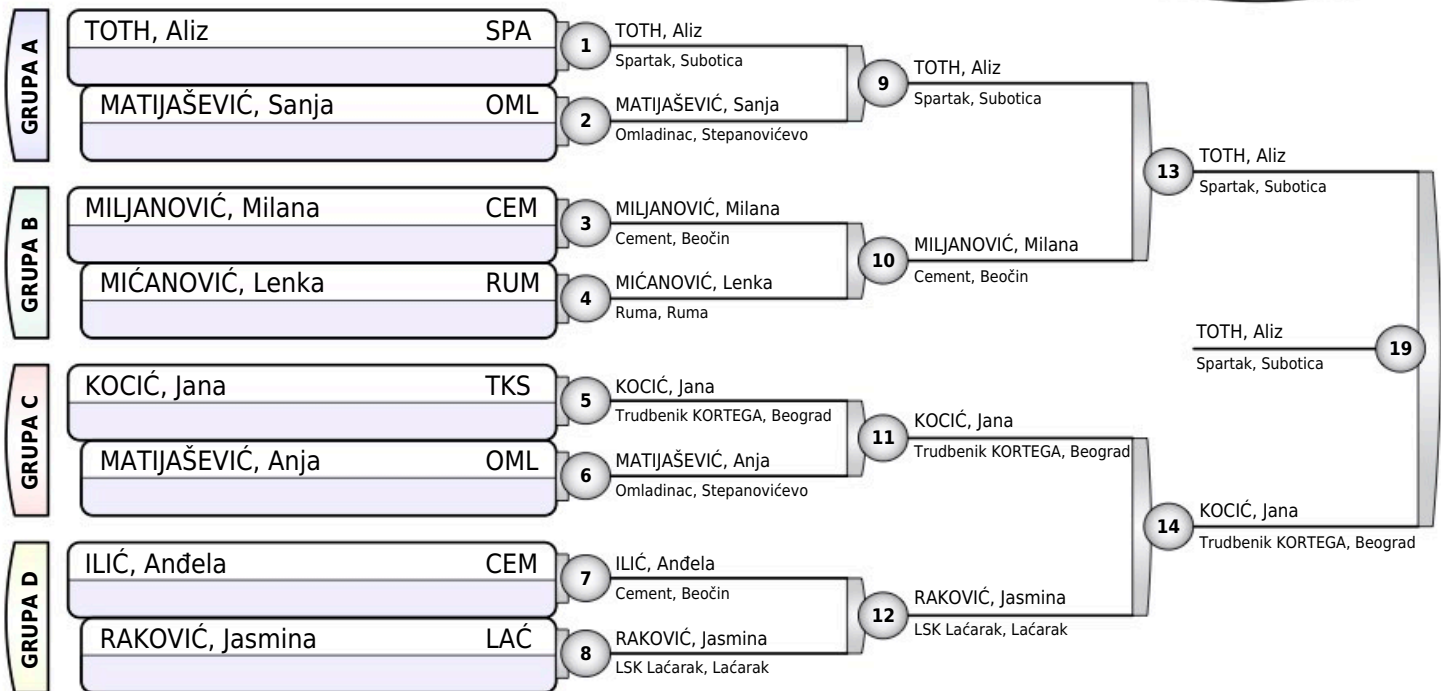 GRUPA A
TOTH, Aliz SPA
MATIJAŠEVIĆ, Sanja OML
GRUPA B
MILJANOVIĆ, Milana CEM
MIĆANOVIĆ, Lenka RUM
GRUPA C
KOCIĆ, Jana TKS
MATIJAŠEVIĆ, Anja OML
GRUPA D
ILIĆ, Anđela CEM
RAKOVIĆ, Jasmina LAĆ
1
TOTH, Aliz
Spartak, Subotica
2
MATIJAŠEVIĆ, Sanja
Omladinac, Stepanovićevo
3
MILJANOVIĆ, Milana
Cement, Beočin
4
MIĆANOVIĆ, Lenka
Ruma, Ruma
5
KOCIĆ, Jana
Trudbenik KORTEGA, Beograd
6
MATIJAŠEVIĆ, Anja
Omladinac, Stepanovićevo
7
ILIĆ, Anđela
Cement, Beočin
8
RAKOVIĆ, Jasmina
LSK Laćarak, Laćarak
9
TOTH, Aliz
Spartak, Subotica
10
MILJANOVIĆ, Milana
Cement, Beočin
11
KOCIĆ, Jana
Trudbenik KORTEGA, Beograd
12
RAKOVIĆ, Jasmina
LSK Laćarak, Laćarak
13
TOTH, Aliz
Spartak, Subotica
14
KOCIĆ, Jana
Trudbenik KORTEGA, Beograd
TOTH, Aliz
Spartak, Subotica
19